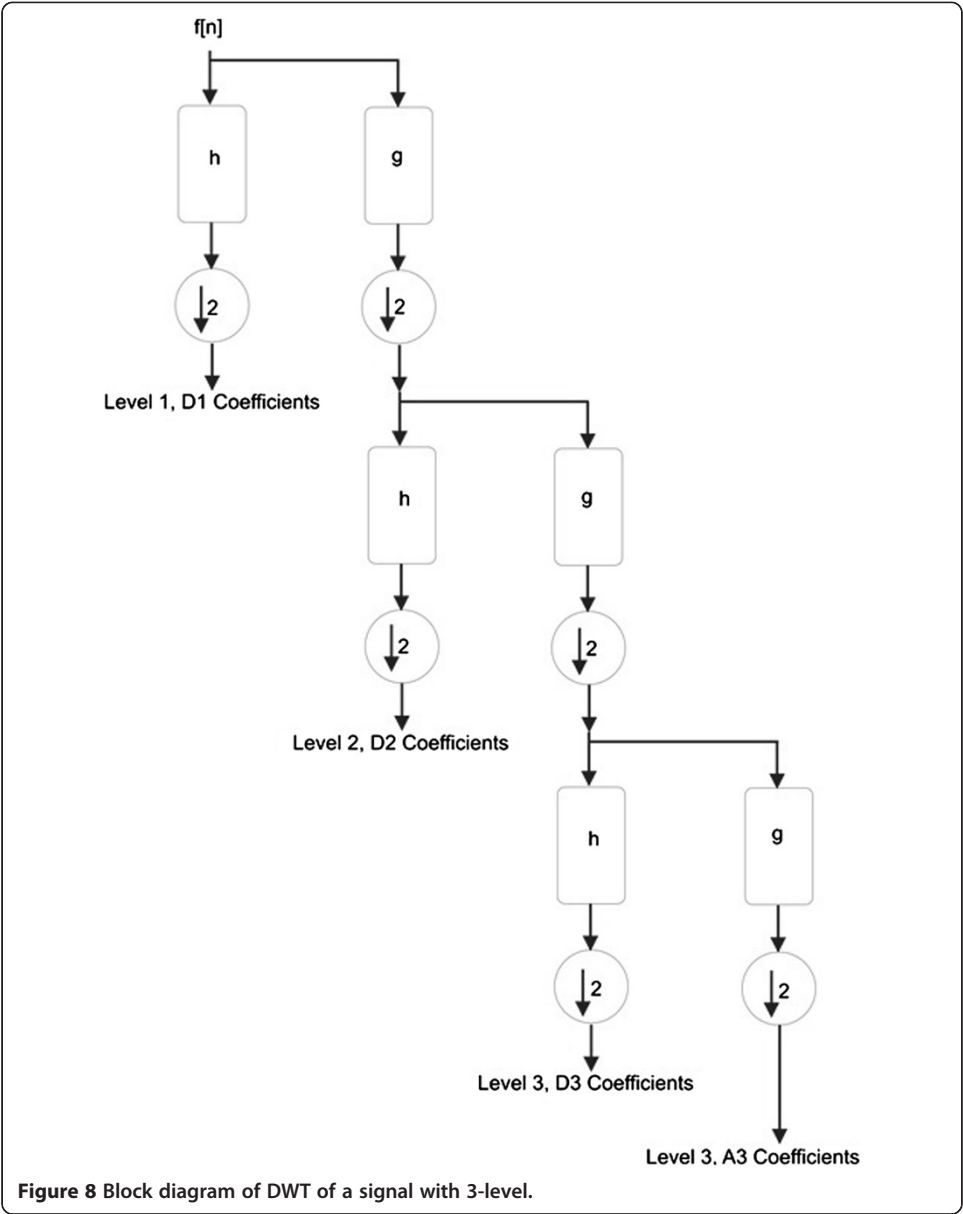 f[n]
h
g
2
2
Level 1, D1 Coefficients
h
g
2
2
Level 2, D2 Coefficients
h
g
2
2
Level 3, D3 Coefficients
Level 3, A3 Coefficients
Figure 8 Block diagram of DWT of a signal with 3-level.